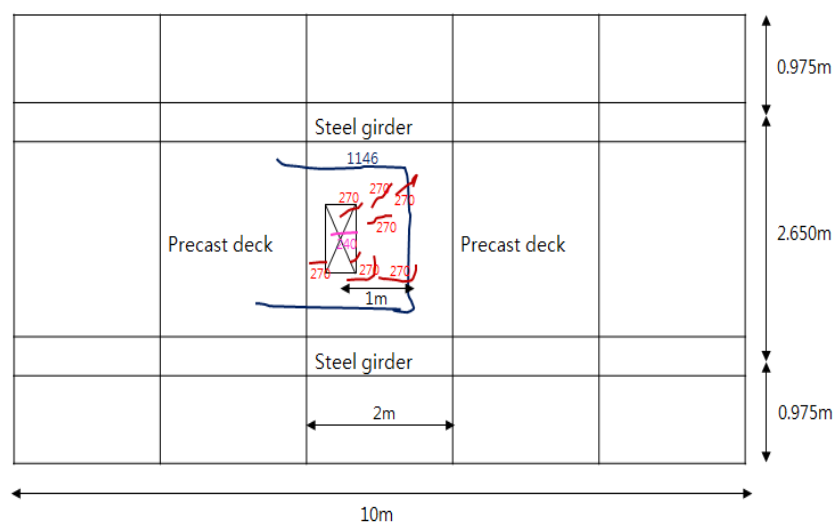 0.975m
Steel girder
1146
270
270
270
270
Precast deck
240
Precast deck
2.650m
270
270
270
1m
Steel girder
2m
0.975m
10m